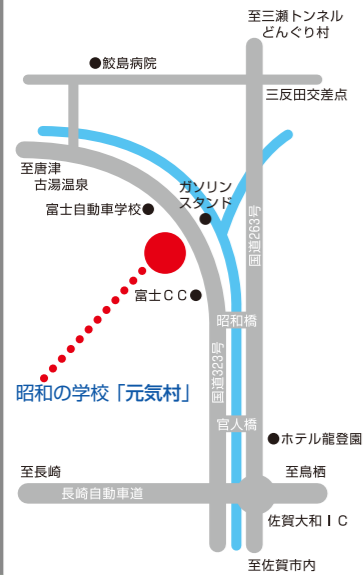 至三瀬トンネル
どんぐり村
●鮫島病院
三反田交差点
至唐津
古湯温泉
ガソリン
スタンド
富士自動車学校●
国道263号
富士CC●
昭和橋
国道323号
昭和の学校「元気村」
官人橋
●ホテル龍登園
至長崎
至鳥栖
長崎自動車道
佐賀大和IC
至佐賀市内